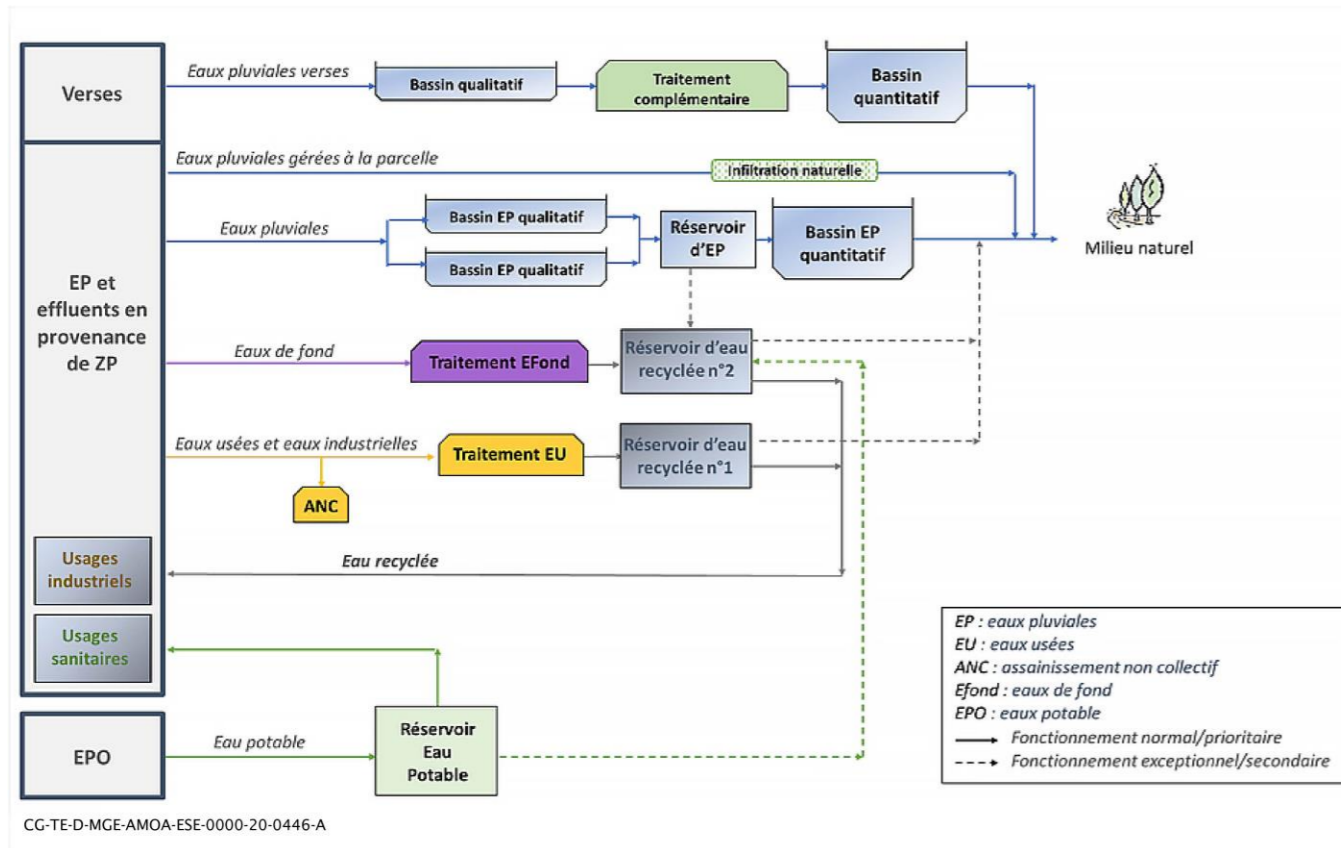 Verses
Eaux pluviales verses
Bassin qualitatif
Traitement
complémentaire
Bassin
quantitatif
Eaux pluviales gérées à la parcelle
Infiltration naturelle
EP et
effluents en
provenance
de ZP
Eaux pluviales
Bassin EP qualitatif
Bassin EP qualitatif
Réservoir
d'EP
Bassin EP
quantitatif
Milieu naturel
Eaux de fond
Traitement EFond
Réservoir d'eau
recyclée n°2
Eaux usées et eaux industrielles
Traitement EU
Réservoir d'eau
recyclée n°1
ANC
Eau recyclée
Usages
industriels
Usages
sanitaires
EPO
Eau potable
Réservoir
Eau
Potable
EP : eaux pluviales
EU : eaux usées
ANC : assainissement non collectif
Efond : eaux de fond
EPO : eaux potable
Fonctionnement normal/prioritaire
Fonctionnement exceptionnel/secondaire
CG-TE-D-MGE-AMOA-ESE-0000-20-0446-A